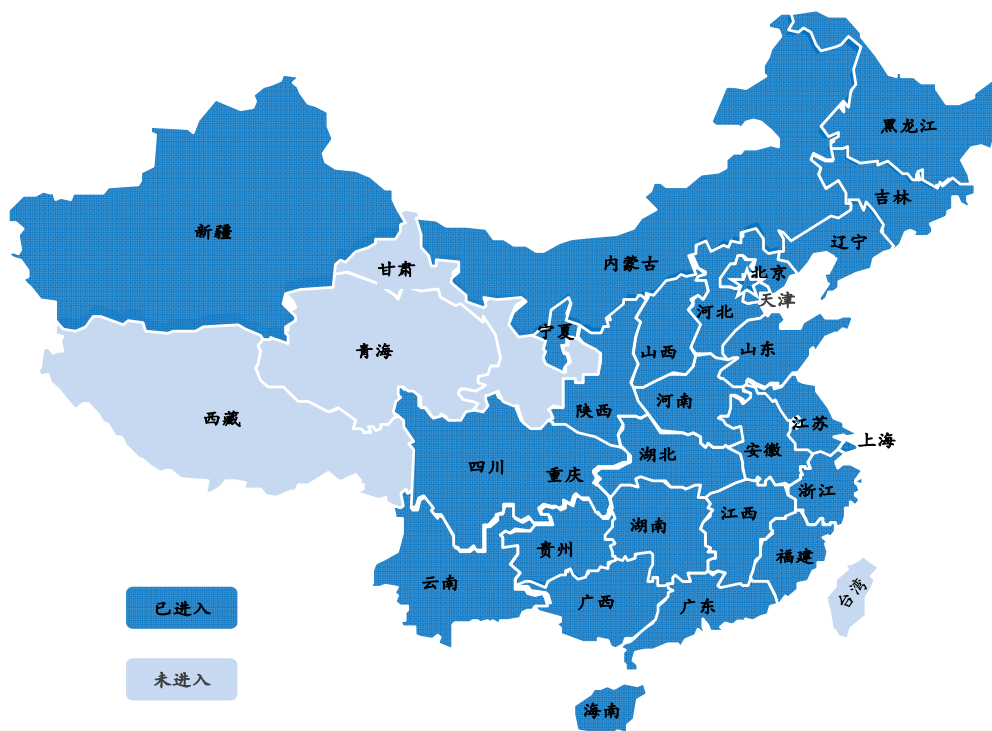 黑龙江
吉林
新疆
辽宁
内蒙古
甘肃
北京
天津
河北
宁夏
山西
山东
青海
河南
陕西
西藏
江苏
上海
安徽
湖北
四川
重庆
浙江
江西
湖南
贵州
福建
云南
台湾
广西
广东
已进入
未进入
海南